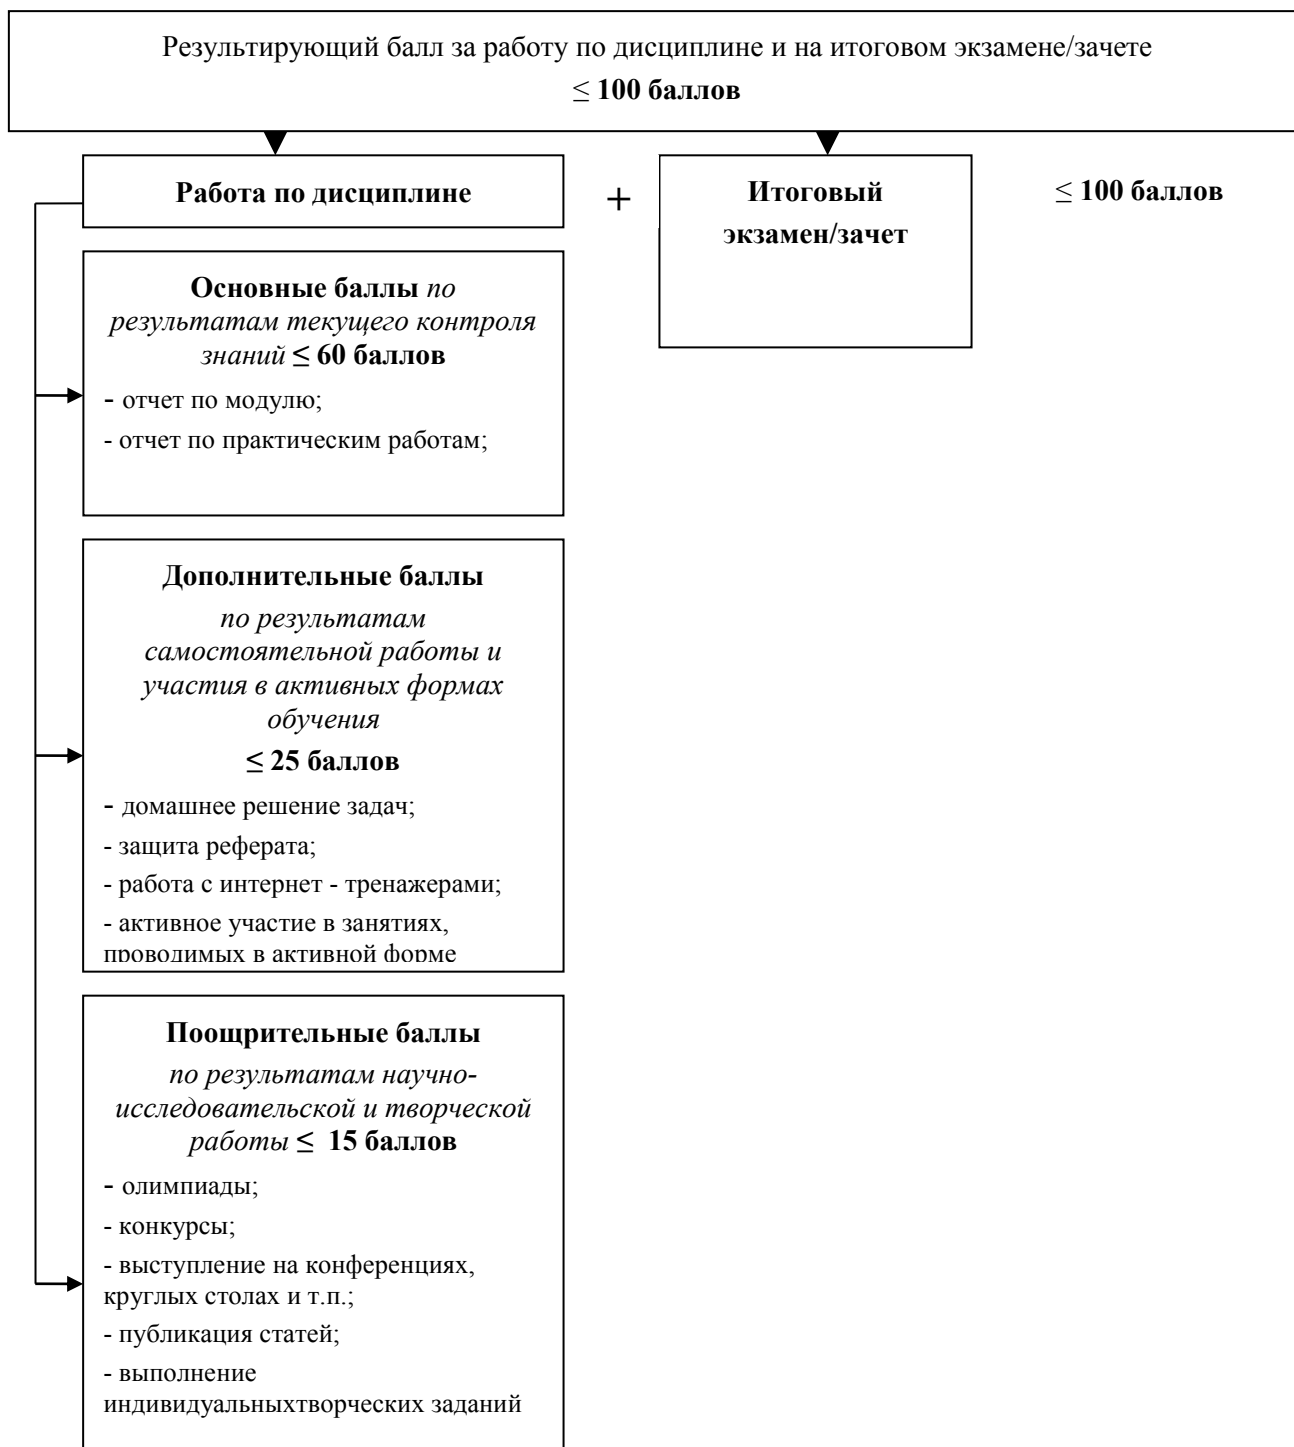 Результирующий балл за работу по дисциплине и на итоговом экзамене/зачете
≤ 100 баллов
Работа по дисциплине
+
Итоговый
экзамен/зачет
≤ 100 баллов
Основные баллы по
результатам текущего контроля
знаний ≤ 60 баллов
- отчет по модулю;
- отчет по практическим работам;
Дополнительные баллы
по результатам
самостоятельной работы и
участия в активных формах
обучения
≤ 25 баллов
- домашнее решение задач;
- защита реферата;
- работа с интернет - тренажерами;
- активное участие в занятиях,
проводимых в активной форме
Поощрительные баллы
по результатам научно-
исследовательской и творческой
работы ≤ 15 баллов
- олимпиады;
- конкурсы;
- выступление на конференциях,
круглых столах и т.п.;
- публикация статей;
- выполнение
индивидуальныхтворческих заданий